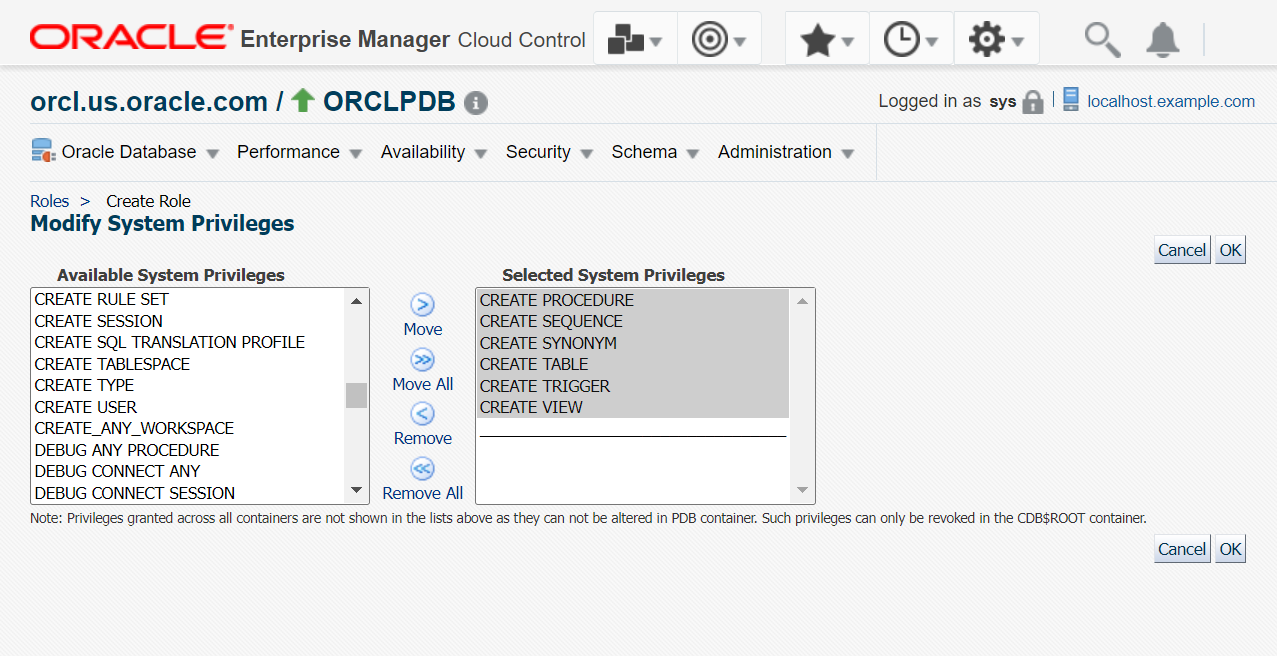 ORACLE Enterprise Manager Cloud Control
orcl.us.oracle.com / ORCLPDB i
Logged in as sys | localhost.example.com
Oracle Database Performance Availability Security Schema Administration
Roles > Create Role
Modify System Privileges
Cancel OK
Available System Privileges
CREATE RULE SET
CREATE SESSION
CREATE SQL TRANSLATION PROFILE
CREATE TABLESPACE
CREATE TYPE
CREATE USER
CREATE_ANY_WORKSPACE
DEBUG ANY PROCEDURE
DEBUG CONNECT ANY
DEBUG CONNECT SESSION
Move
Move All
Remove
Remove All
Selected System Privileges
CREATE PROCEDURE
CREATE SEQUENCE
CREATE SYNONYM
CREATE TABLE
CREATE TRIGGER
CREATE VIEW
Note: Privileges granted across all containers are not shown in the lists above as they can not be altered in PDB container. Such privileges can only be revoked in the CDB$ROOT container.
Cancel OK